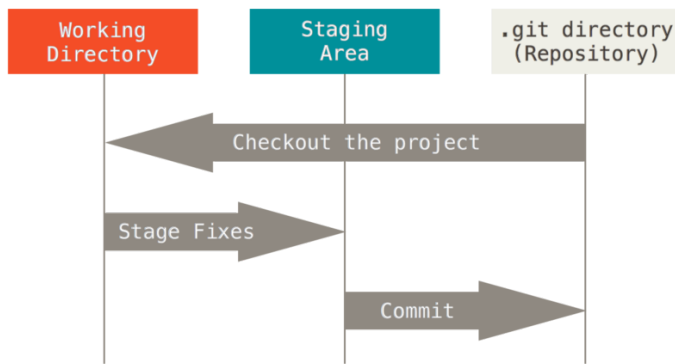 Working
Directory
Staging
Area
.git directory
(Repository)
Checkout the project
Stage Fixes
Commit